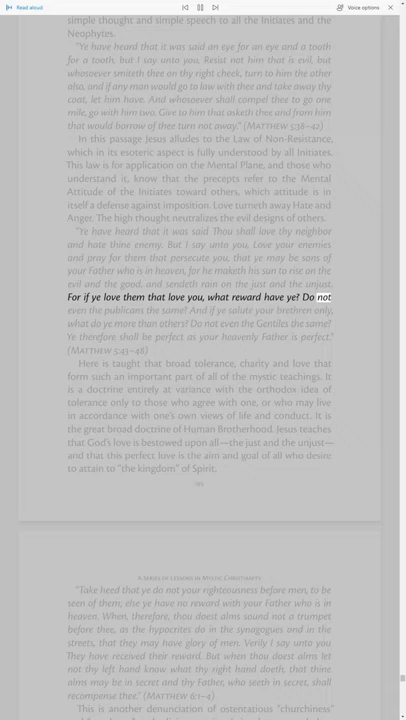 Read aloud
Voice options
simple thought and simple speech to all the Initiates and the
Neophytes.
"Ye have heard that it was said an eye for an eye and a tooth
for a tooth, but I say unto you, Resist not him that is evil, but
whosoever smiteth thee on thy right check, turn to him the other
also, and if any man would go to law with thee and take away thy
coat, let him have. And whosoever shall compel thee to go one
mile, go with him two. Give to him that asketh thee and from him
that would borrow of thee turn not away." (Matthew 5:38–42)
In this passage Jesus alludes to the Law of Non-Resistance,
which in its esoteric aspect is fully understood by all Initiates.
This law is for application on the Mental Plane, and those who
understand it, know that the precepts refer to the Mental
Attitude of the Initiates toward others, which attitude is in
itself a defense against imposition. Love turneth away Hate and
Anger. The high thought neutralizes the evil designs of others.
"Ye have heard that it was said Thou shall love thy neighbor
and hate thine enemy. But I say unto you, Love your enemies
and pray for them that persecute you, that ye may be sons of
your Father who is in heaven, for he maketh his sun to rise on the
evil and the good, and sendeth rain on the just and the unjust.
For if ye love them that love you, what reward have ye? Do not
even the publicans the same? And if ye salute your brethren only,
what do ye more than others? Do not even the Gentiles the same?
Ye therefore shall be perfect as your heavenly Father is perfect."
(Matthew 5:43–48)
Here is taught that broad tolerance, charity and love that
form such an important part of all of the mystic teachings. It
is a doctrine entirely at variance with the orthodox idea of
tolerance only to those who agree with one, or who may live
in accordance with one's own views of life and conduct. It is
the great broad doctrine of Human Brotherhood. Jesus teaches
that God's love is bestowed upon all—the just and the unjust—
and that this perfect love is the aim and goal of all who desire
to attain to "the kingdom" of Spirit.
A Series of Lessons in Mystic Christianity
"Take heed that ye do not your righteousness before men, to be
seen of them; else ye have no reward with your Father who is in
heaven. When, therefore, thou doest alms sound not a trumpet
before thee, as the hypocrites do in the synagogues and in the
streets, that they may have glory of men. Verily I say unto you
They have received their reward. But when thou doest alms let
not thy left hand know what thy right hand doeth, that thine
alms may be in secret and thy Father, who seeth in secret, shall
recompense thee." (Matthew 6:1–4)
This is another denunciation of ostentatious "churchiness"